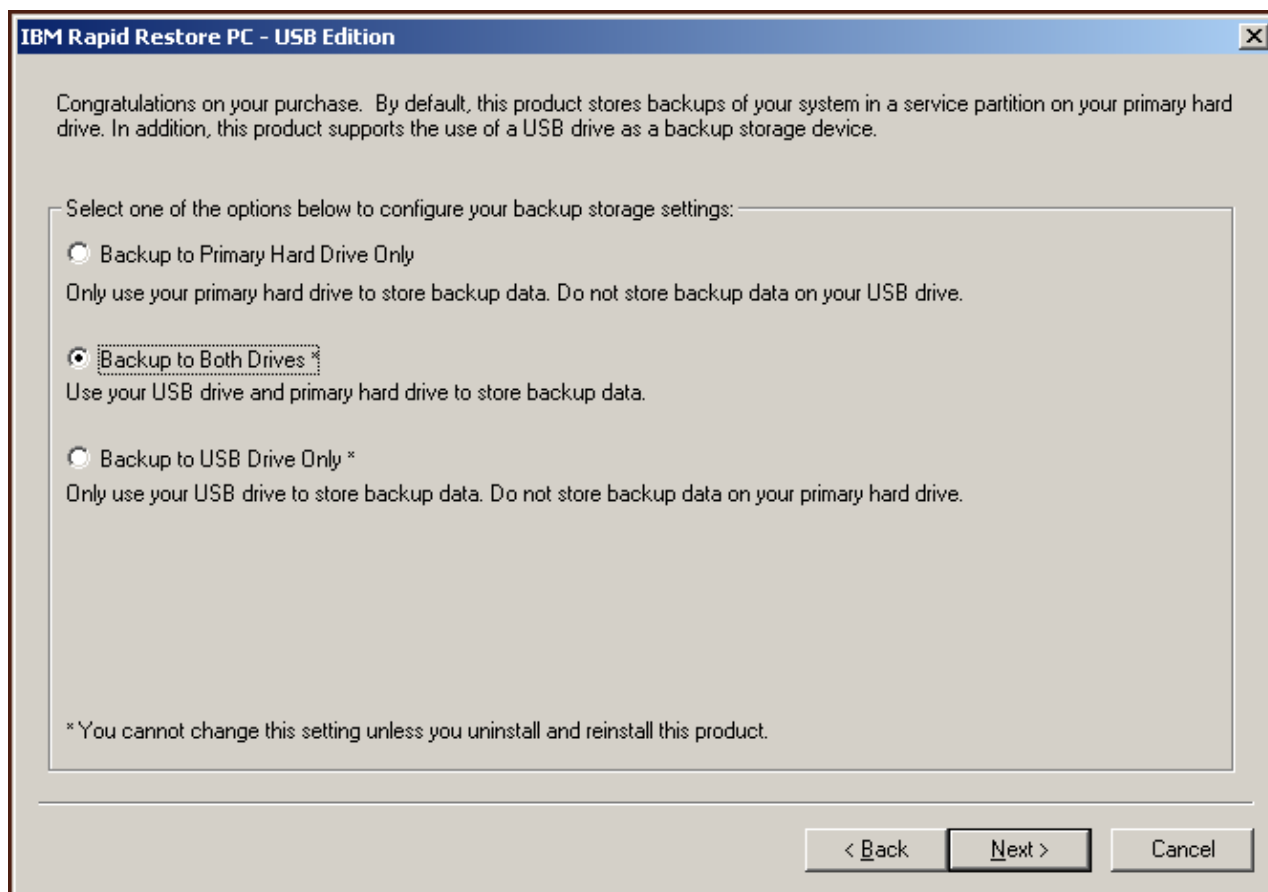 IBM Rapid Restore PC - USB Edition
Congratulations on your purchase.  By default, this product stores backups of your system in a service partition on your primary hard
drive. In addition, this product supports the use of a USB drive as a backup storage device.
Select one of the options below to configure your backup storage settings:
Backup to Primary Hard Drive Only
Only use your primary hard drive to store backup data. Do not store backup data on your USB drive.
Backup to Both Drives *
Use your USB drive and primary hard drive to store backup data.
Backup to USB Drive Only *
Only use your USB drive to store backup data. Do not store backup data on your primary hard drive.
* You cannot change this setting unless you uninstall and reinstall this product.
< Back Next > Cancel